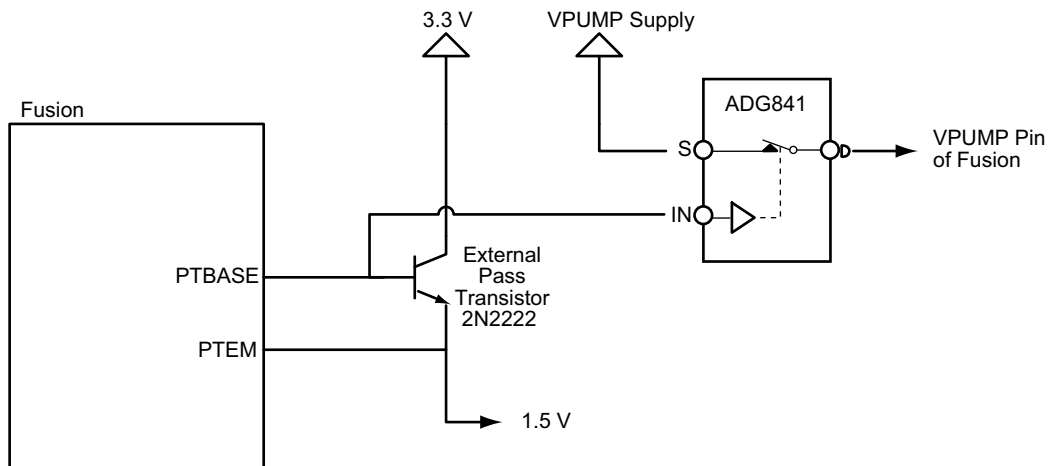 3.3 V
VPUMP Supply
Fusion
ADG841
S
D
VPUMP Pin
of Fusion
IN
PTBASE
External
Pass
Transistor
2N2222
PTEM
1.5 V